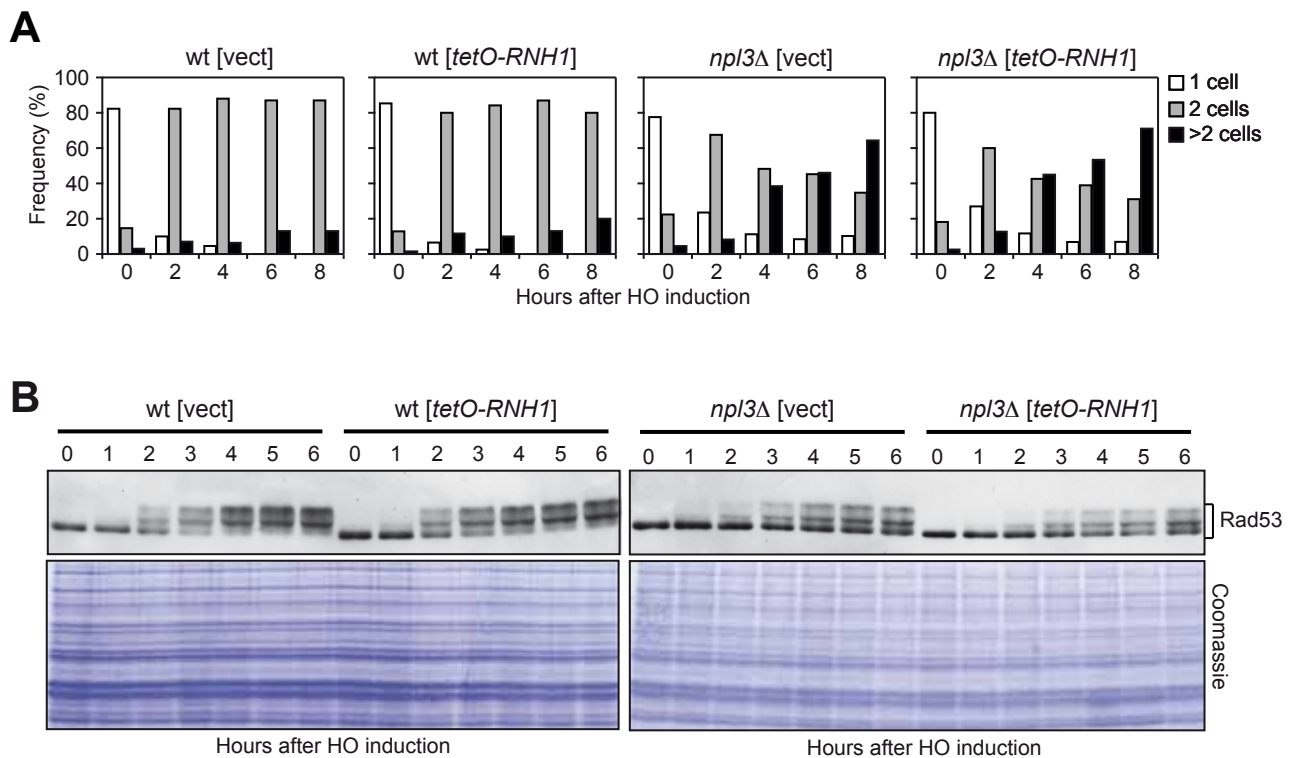 A
wt [vect]
wt [tetO-RNH1]
npl3Δ [vect]
npl3Δ [tetO-RNH1]
Frequency (%)
100
80
60
40
20
0
0 2 4 6 8
0 2 4 6 8
0 2 4 6 8
0 2 4 6 8
1 cell
2 cells
>2 cells
Hours after HO induction
B
wt [vect]
wt [tetO-RNH1]
npl3Δ [vect]
npl3Δ [tetO-RNH1]
0 1 2 3 4 5 6
0 1 2 3 4 5 6
0 1 2 3 4 5 6
0 1 2 3 4 5 6
Rad53
Coomassie
Hours after HO induction
Hours after HO induction